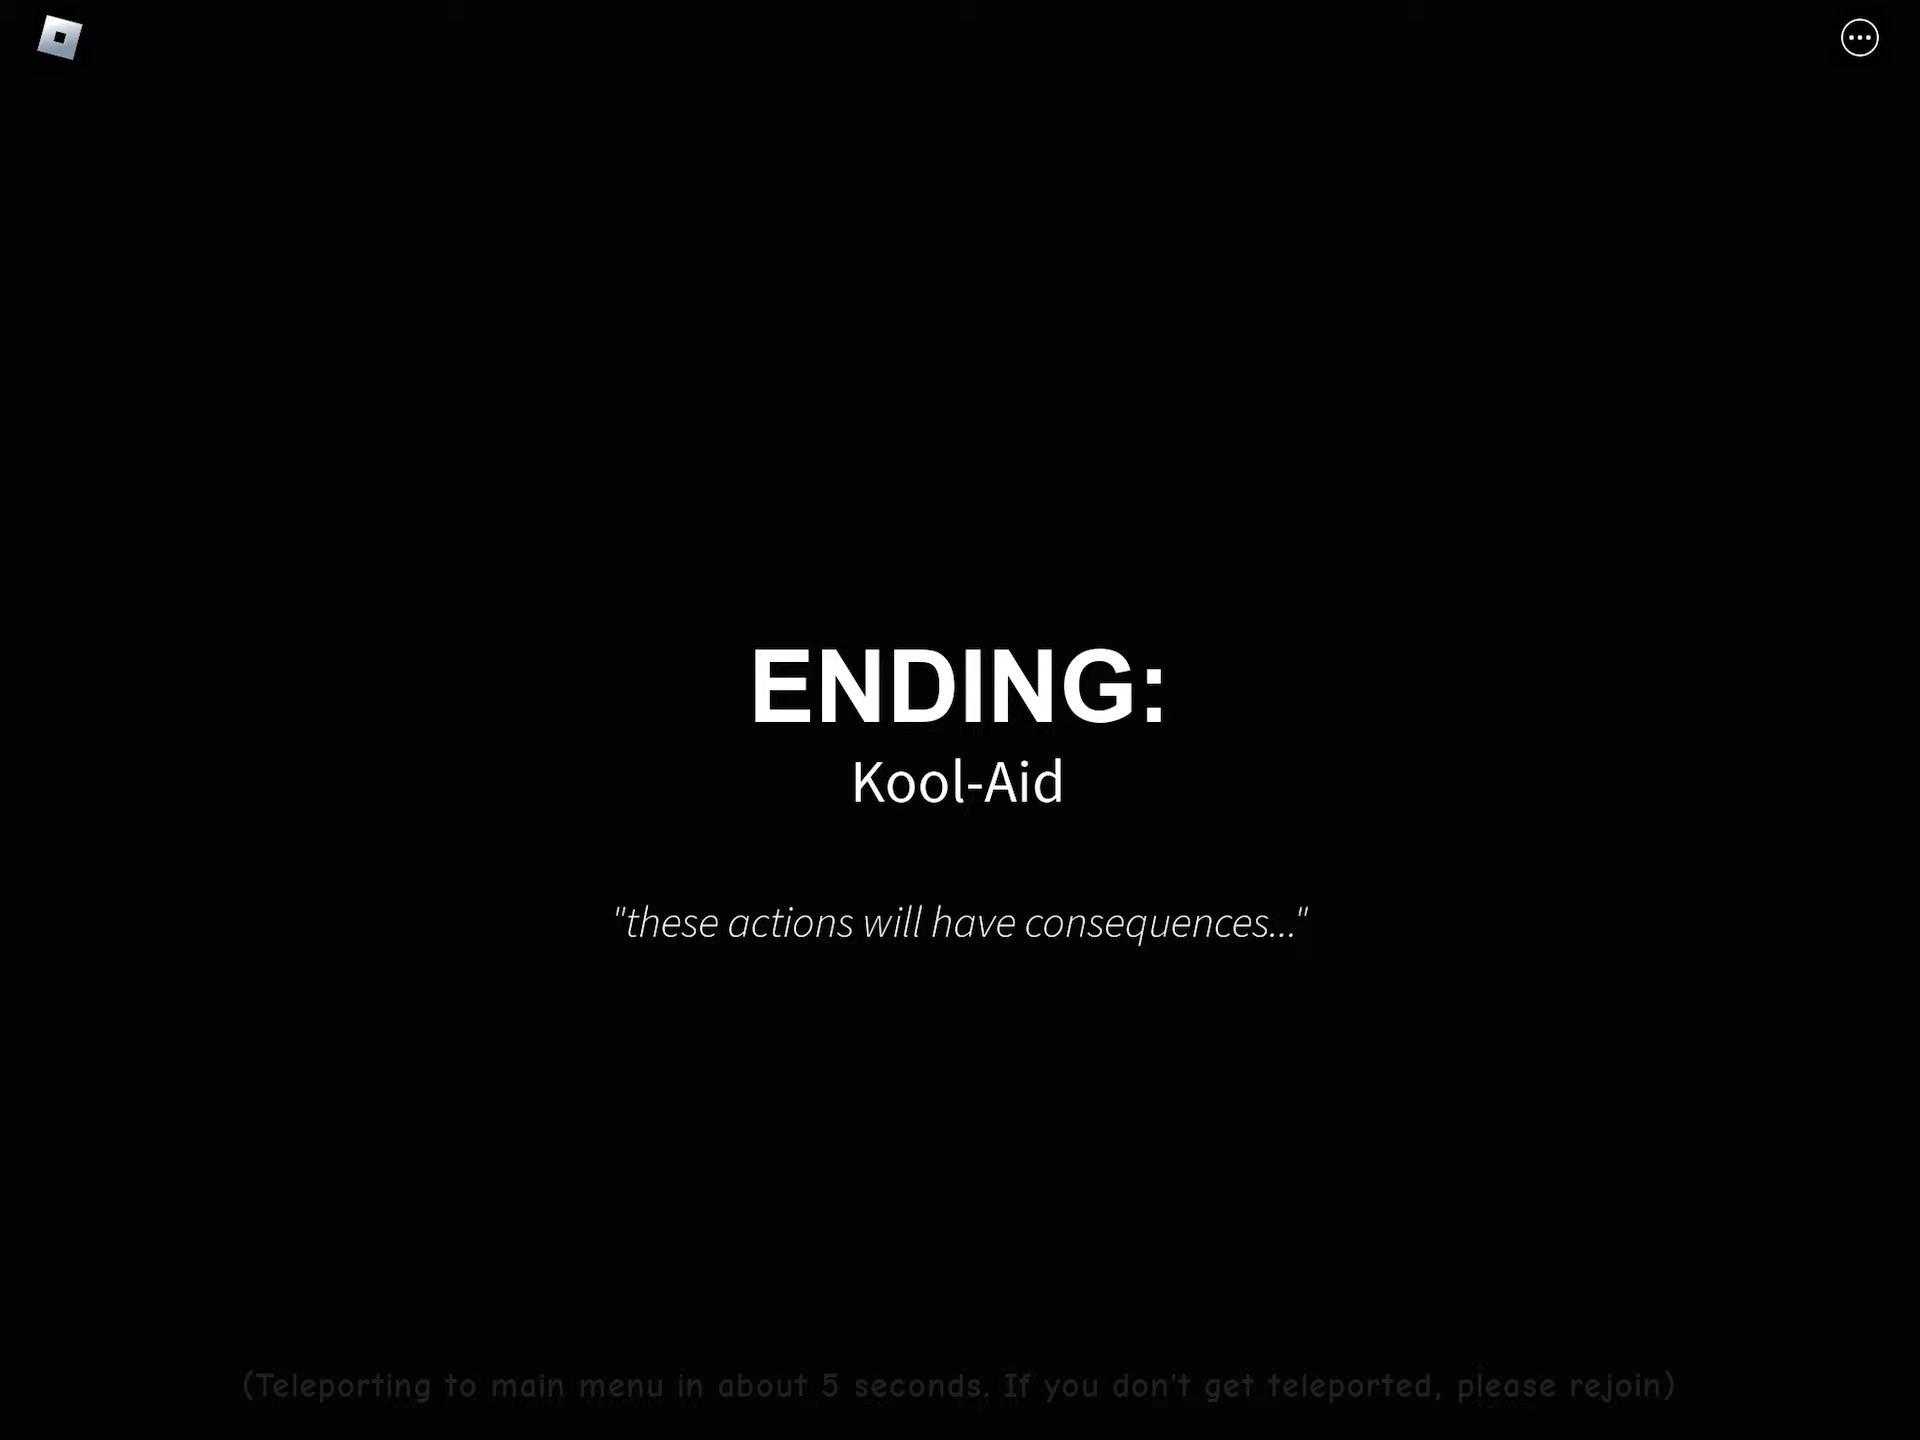 ENDING:
Kool-Aid
"these actions will have consequences..."
(Teleporting to main menu in about 5 seconds. If you don't get teleported, please rejoin)